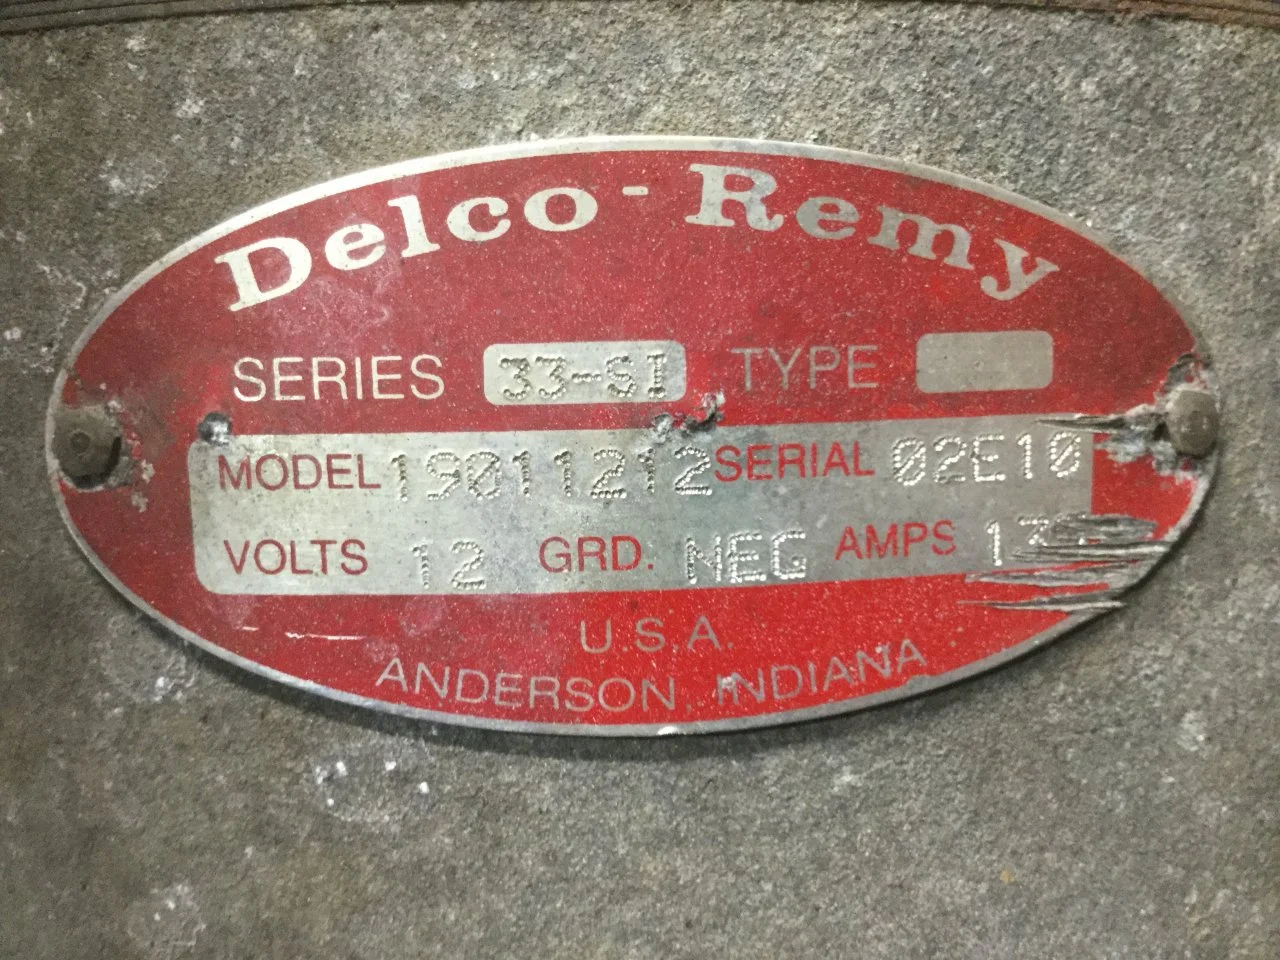 Delco-Remy
SERIES 33-SI TYPE
MODEL 19011212 SERIAL 02E10
VOLTS 12 GRD. NEG AMPS
U.S.A.
ANDERSON, INDIANA